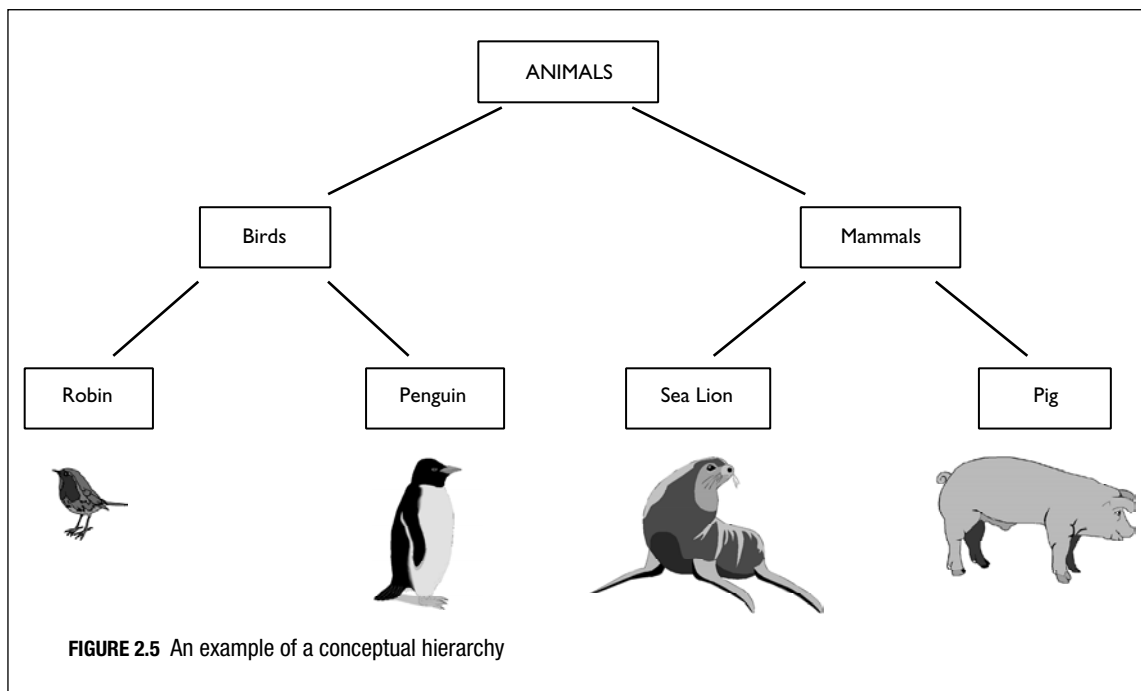 ANIMALS
Birds
Mammals
Robin
Penguin
Sea Lion
Pig
FIGURE 2.5 An example of a conceptual hierarchy